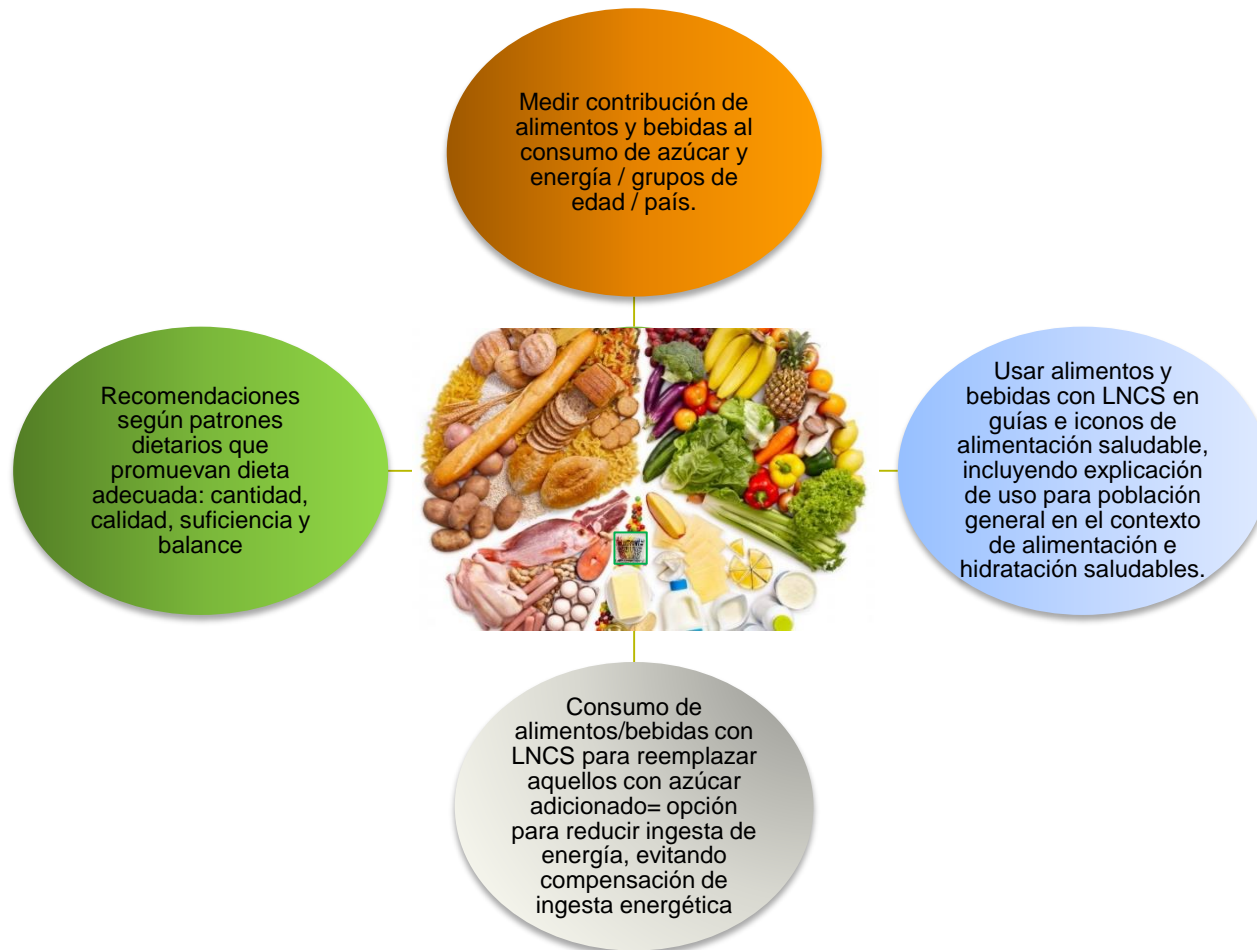 Medir contribución de
alimentos y bebidas al
consumo de azúcar y
energía / grupos de
edad / país.
Recomendaciones
según patrones
dietarios que
promuevan dieta
adecuada: cantidad,
calidad, suficiencia y
balance
Usar alimentos y
bebidas con LNCS en
guías e iconos de
alimentación saludable,
incluyendo explicación
de uso para población
general en el contexto
de alimentación e
hidratación saludables.
Consumo de
alimentos/bebidas con
LNCS para reemplazar
aquellos con azúcar
adicionado= opción
para reducir ingesta de
energía, evitando
compensación de
ingesta energética